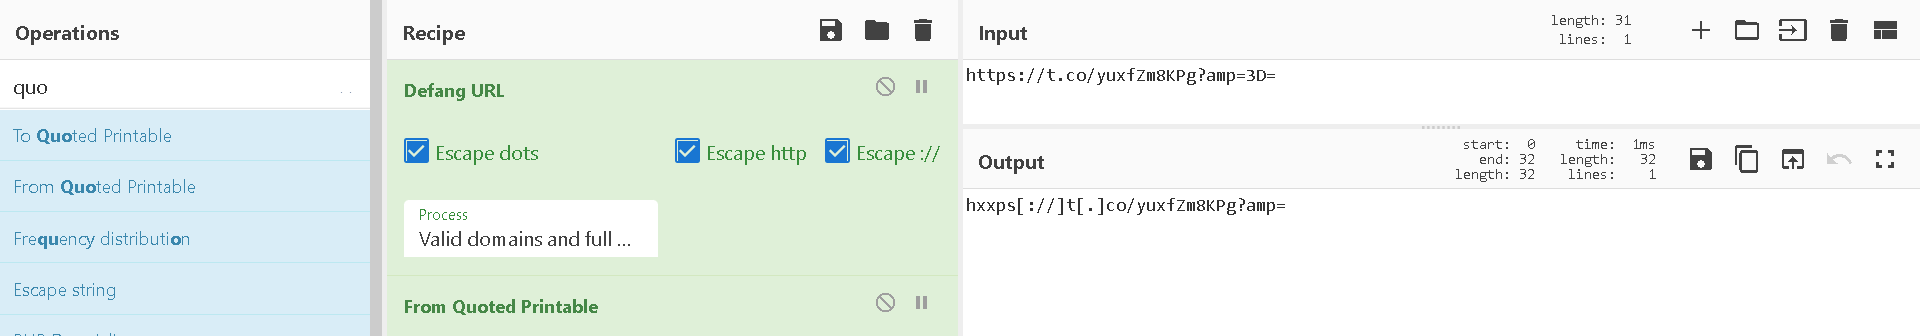 Operations
quo
To Quoted Printable
From Quoted Printable
Frequency distribution
Escape string
Recipe
Defang URL
Escape dots
Escape http
Escape ://
Process
Valid domains and full ...
From Quoted Printable
Input
length: 31
lines: 1
https://t.co/yuxfZm8KPg?amp=3D=
Output
start: 0
end: 32
length: 32
time: 1ms
length: 32
lines: 1
hxxps[://]t[.]co/yuxfZm8KPg?amp=